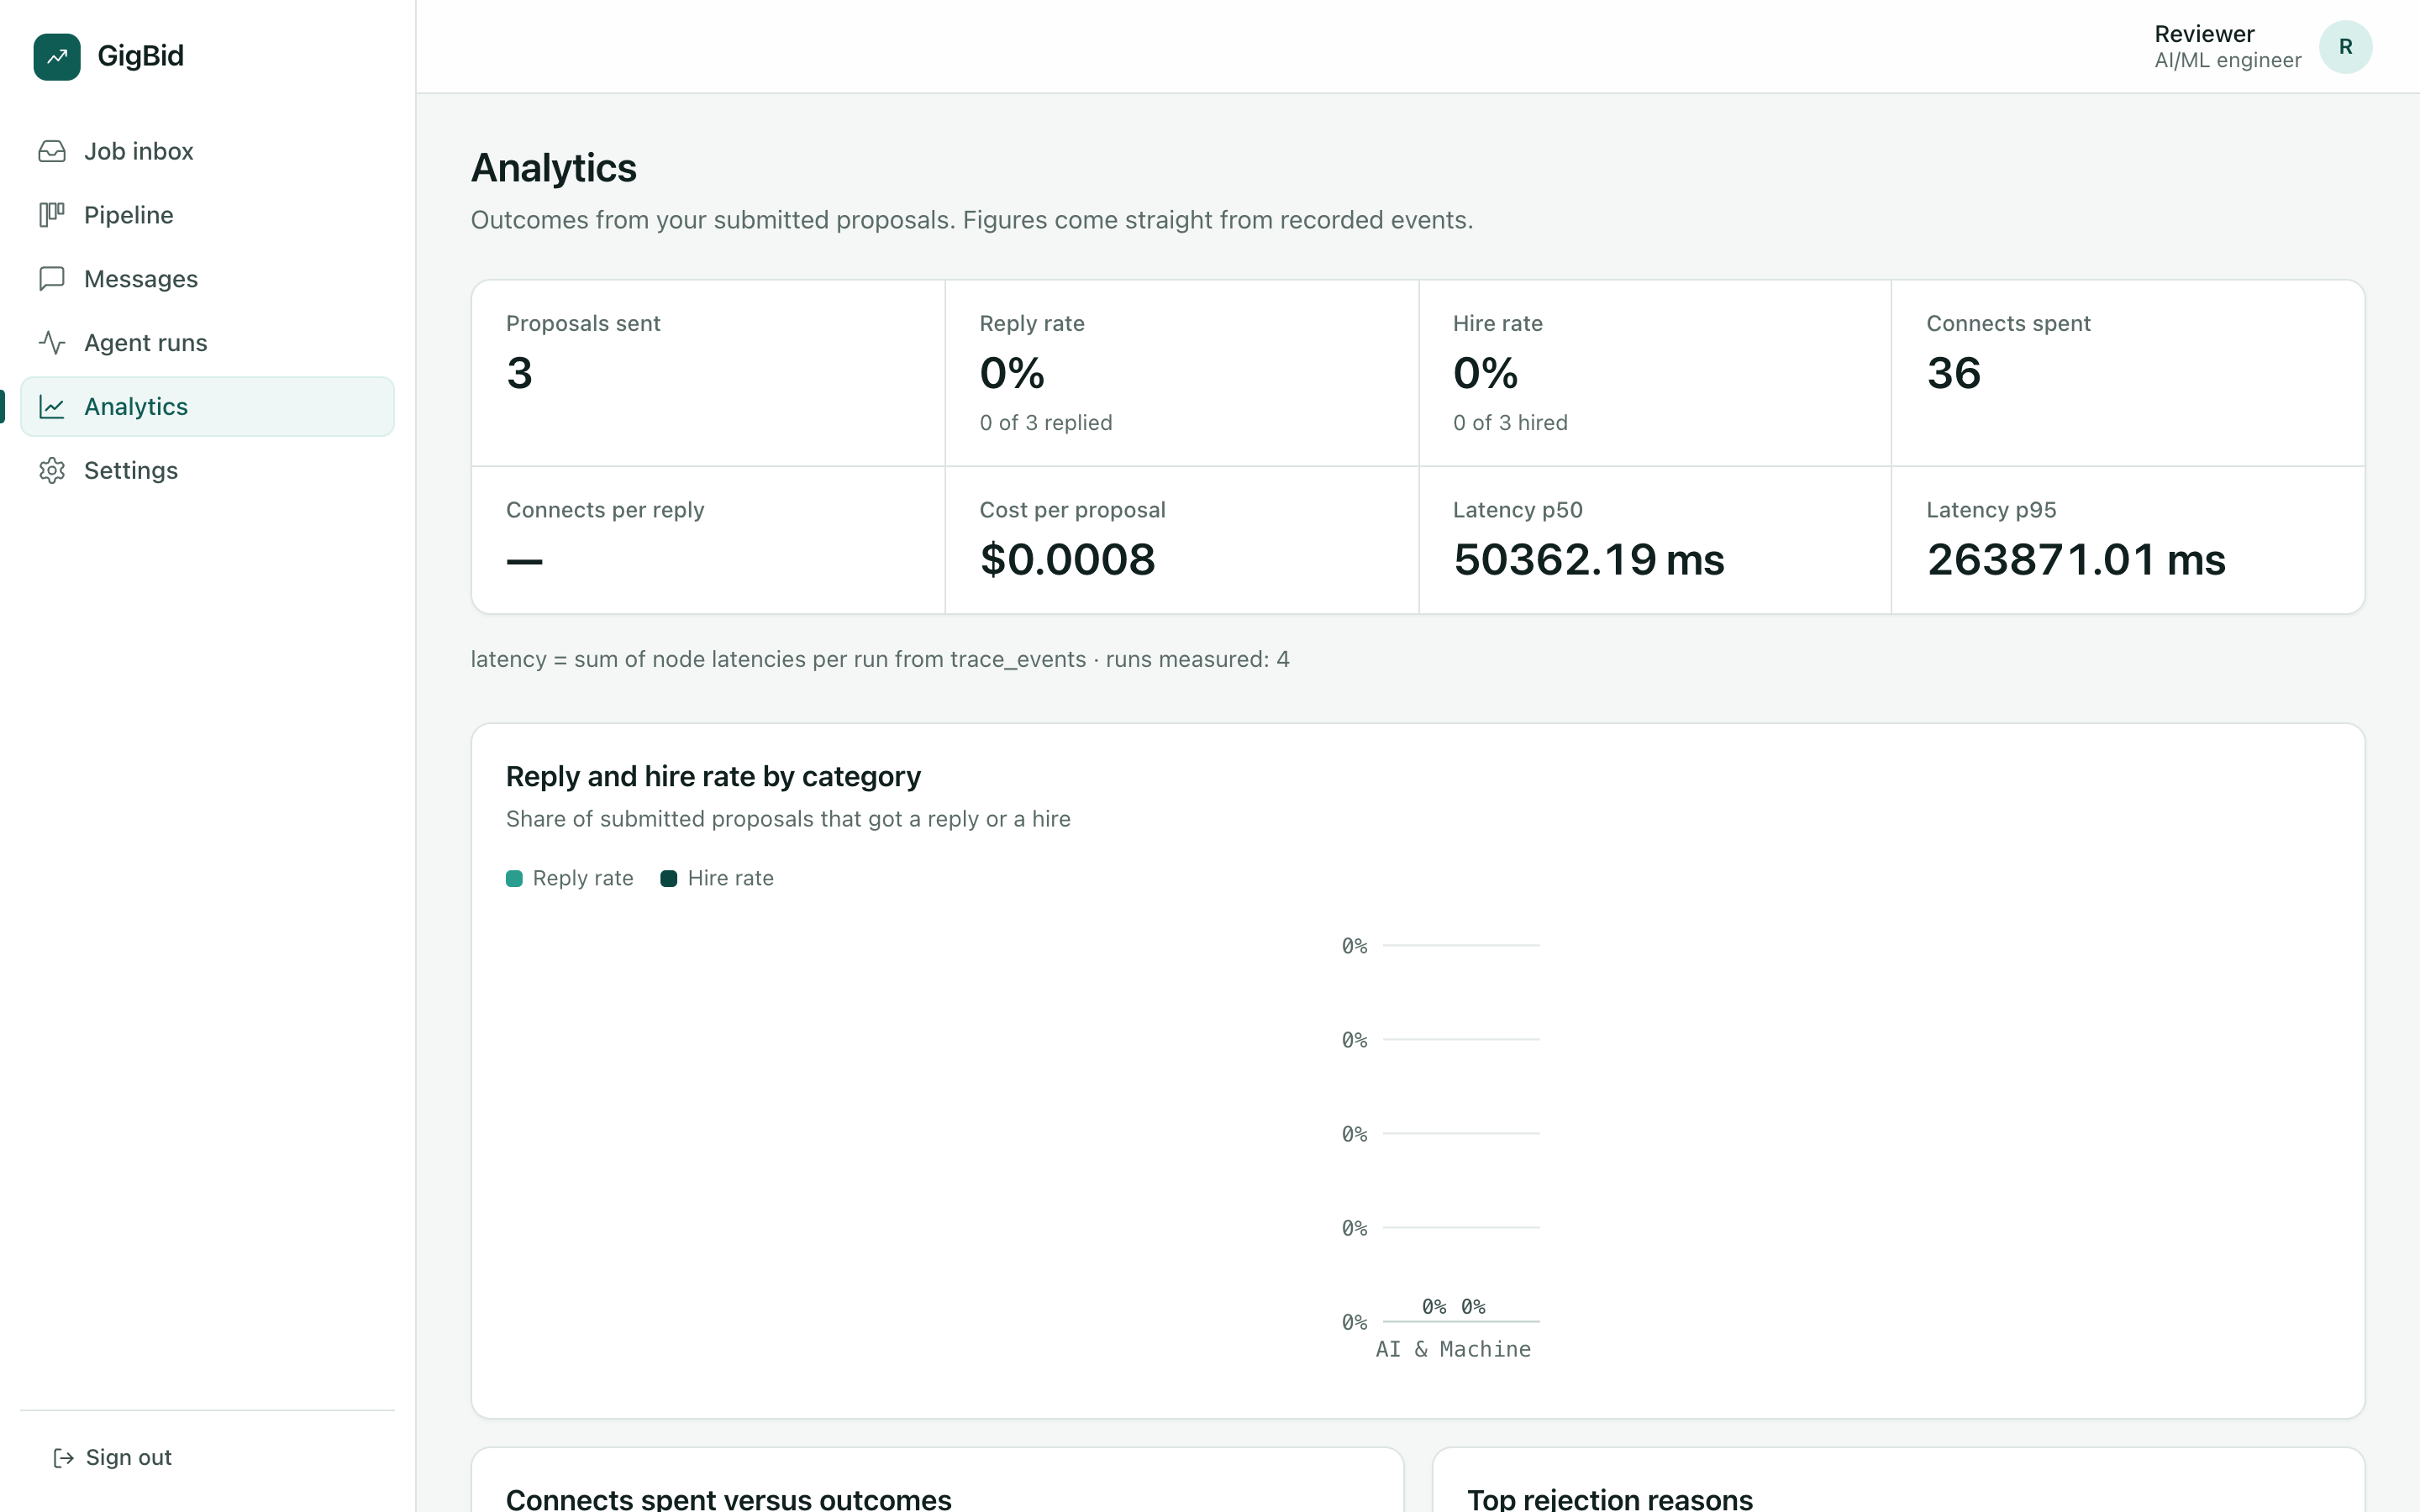 GigBid
Reviewer
AI/ML engineer
R
Job inbox
Pipeline
Messages
Agent runs
Analytics
Settings
Sign out
Analytics
Outcomes from your submitted proposals. Figures come straight from recorded events.
Proposals sent
3
Reply rate
0%
0 of 3 replied
Hire rate
0%
0 of 3 hired
Connects spent
36
Connects per reply
—
Cost per proposal
$0.0008
Latency p50
50362.19 ms
Latency p95
263871.01 ms
latency = sum of node latencies per run from trace_events · runs measured: 4
Reply and hire rate by category
Share of submitted proposals that got a reply or a hire
Reply rate
Hire rate
0%
0%
0%
0%
0% 0%
0%
AI & Machine
Connects spent versus outcomes
Top rejection reasons